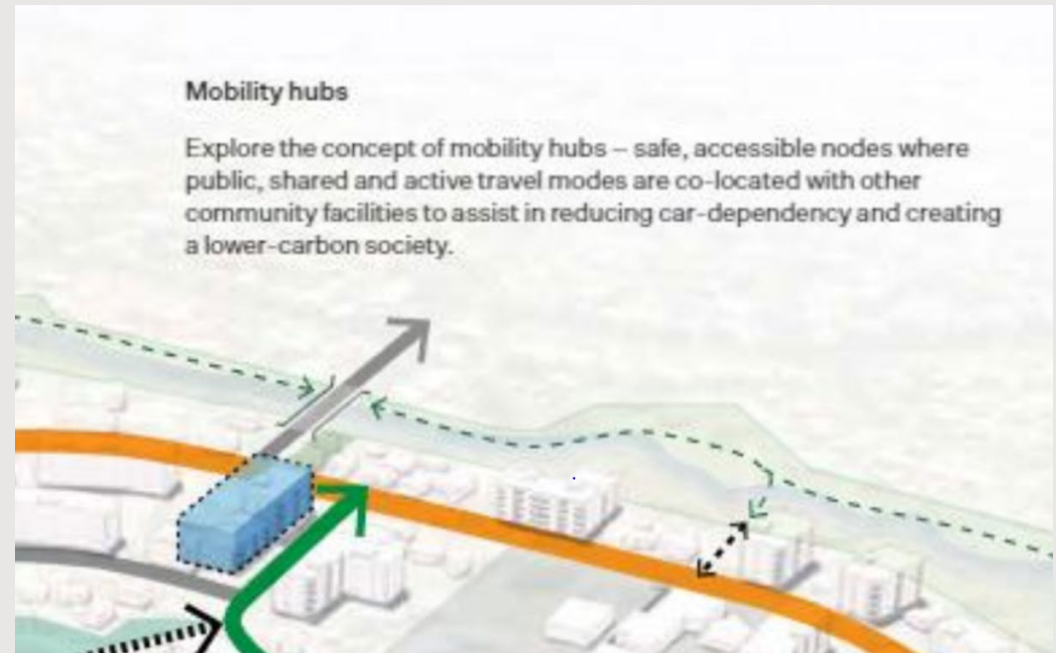 Mobility hubs
Explore the concept of mobility hubs – safe, accessible nodes where
public, shared and active travel modes are co-located with other
community facilities to assist in reducing car-dependency and creating
a lower-carbon society.